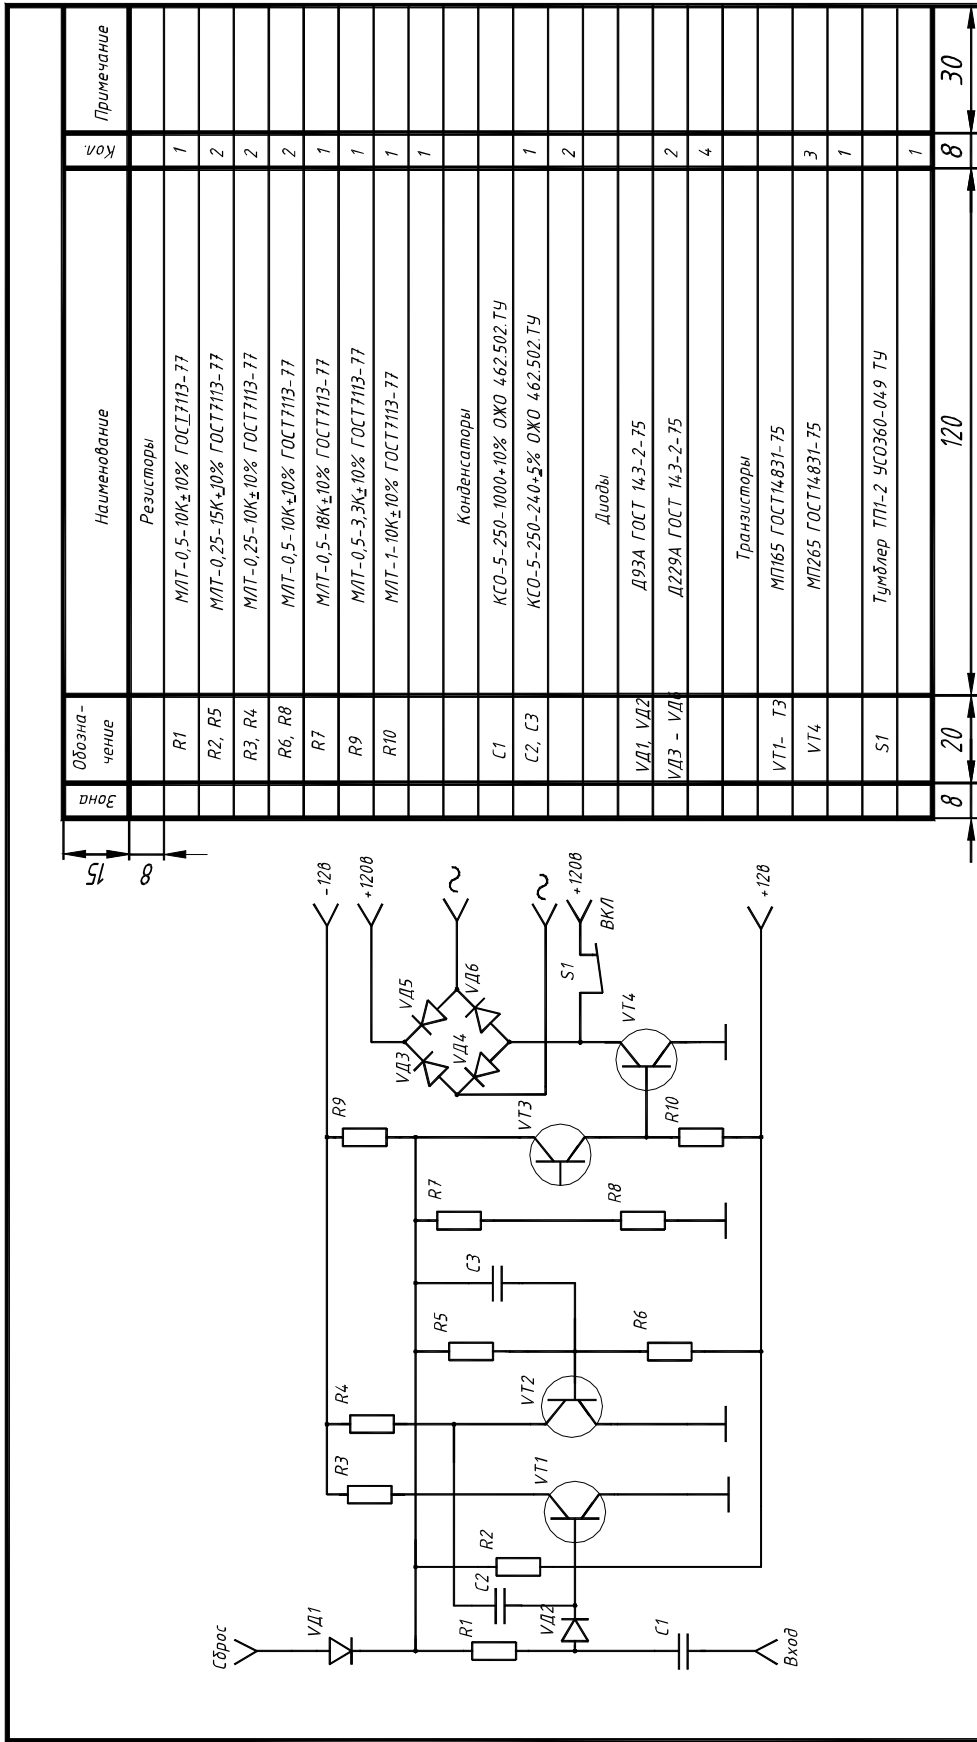 Сброс
VД1
R1
C2
VД2
C1
Вход
R2
R3
VT1
R4
VT2
R5
R6
C3
R7
R8
R9
VT3
R10
VД3
VД5
VД4
VД6
VT4
S1
ВКЛ
-12В
+120В
~
~
+120В
+12В
15
8
Зона
Обозна-
чение
Наименование
Кол.
Примечание
Резисторы
R1 МЛТ-0,5-10К±10% ГОСТ7113-77 1
R2, R5 МЛТ-0,25-15К±10% ГОСТ7113-77 2
R3, R4 МЛТ-0,25-10К±10% ГОСТ7113-77 2
R6, R8 МЛТ-0,5-10К±10% ГОСТ7113-77 2
R7 МЛТ-0,5-18К±10% ГОСТ7113-77 1
R9 МЛТ-0,5-3,3К±10% ГОСТ7113-77 1
R10 МЛТ-1-10К±10% ГОСТ7113-77 1
1
Конденсаторы
C1 КСО-5-250-1000+10% ОЖО 462.502.ТУ
C2, C3 КСО-5-250-240+5% ОЖО 462.502.ТУ 1
2
Диоды
VД1, VД2 Д93А ГОСТ 143-2-75
VД3 - VД6 Д229А ГОСТ 143-2-75 2
4
Транзисторы
VT1- T3 МП165 ГОСТ14831-75
VT4 МП265 ГОСТ14831-75 3
1
S1 Тумблер ТП1-2 УСО360-049 ТУ
1
8
20
120
8
30